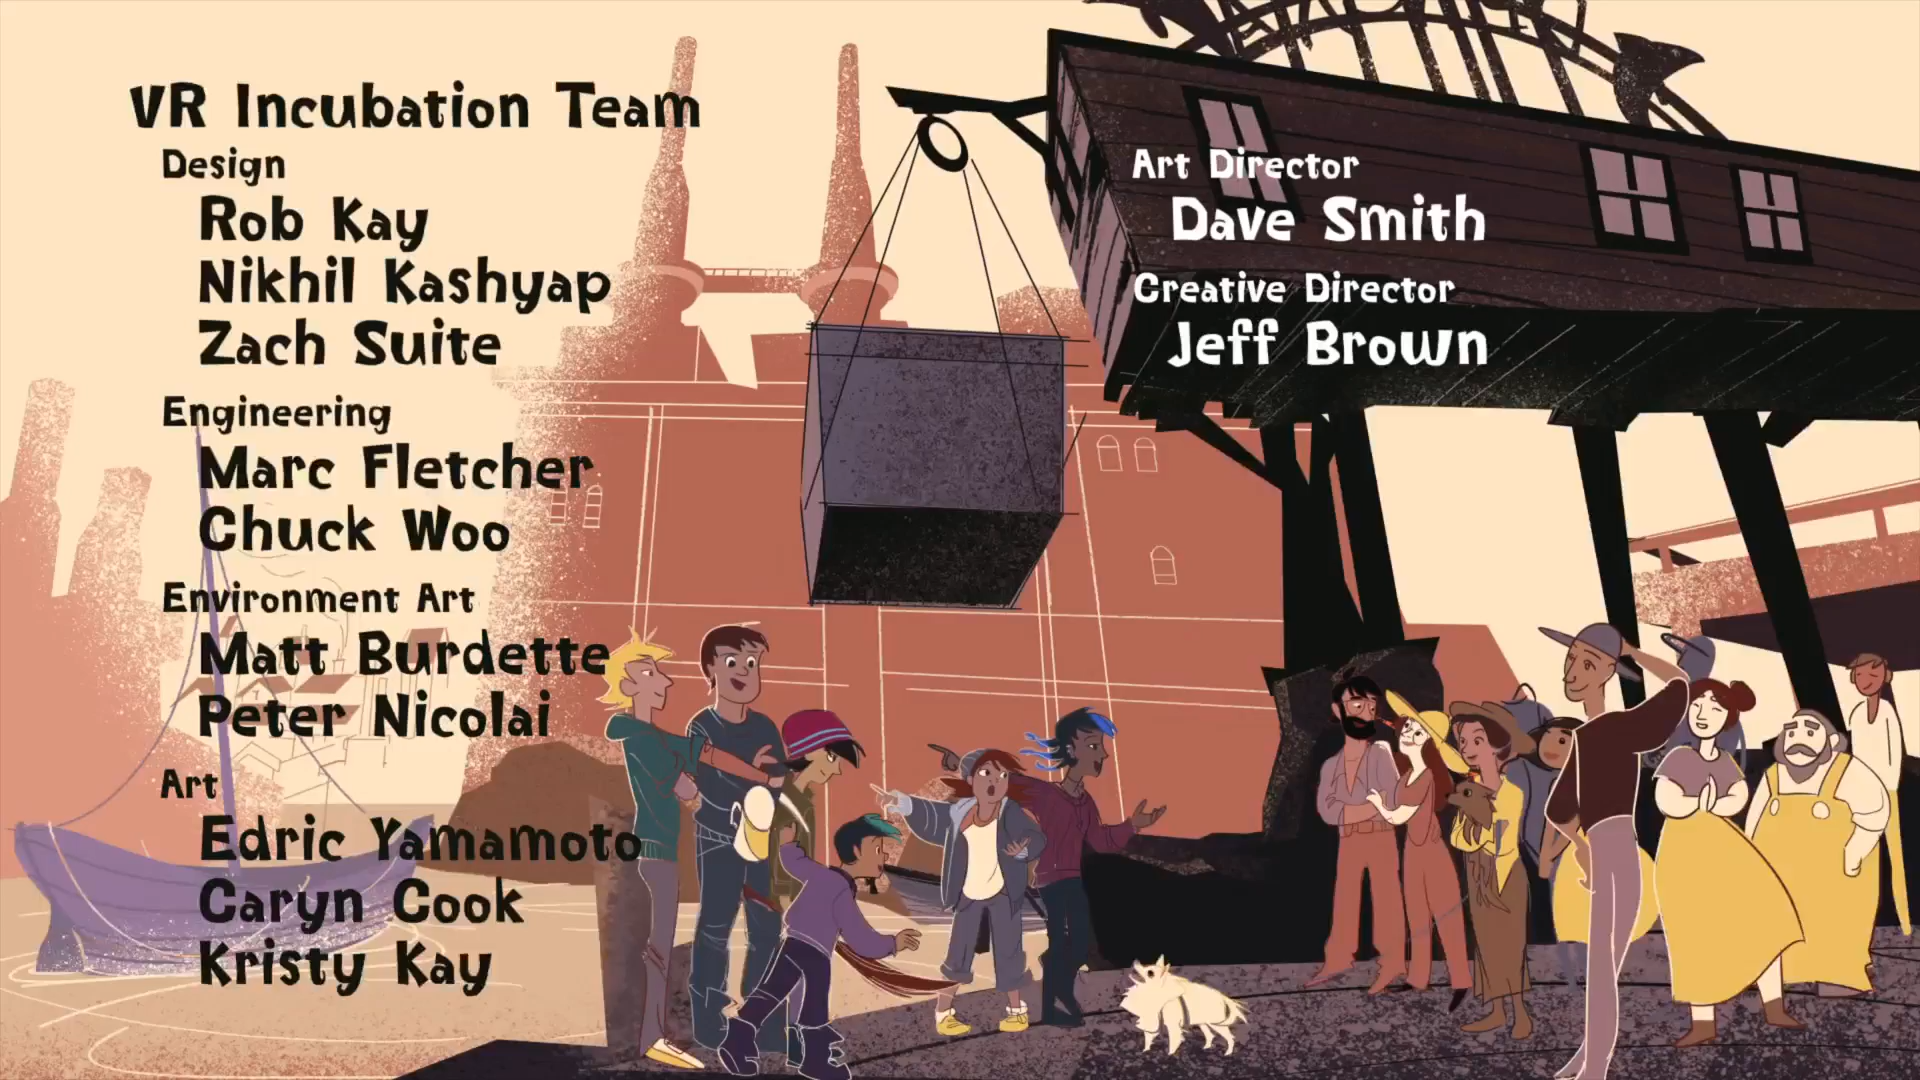 VR Incubation Team
Design
Rob Kay
Nikhil Kashyap
Zach Suite
Engineering
Marc Fletcher
Chuck Woo
Environment Art
Matt Burdette
Peter Nicolai
Art
Edric Yamamoto
Caryn Cook
Kristy Kay
Art Director
Dave Smith
Creative Director
Jeff Brown